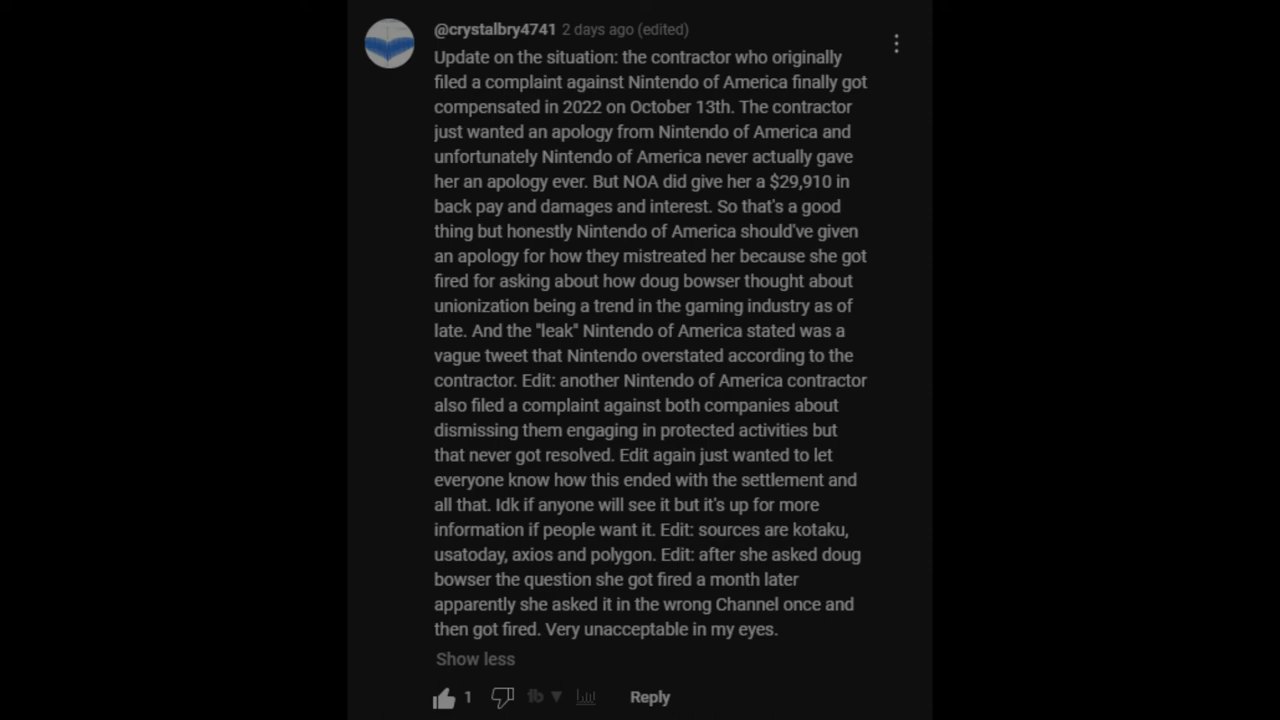 @crystalbry4741 2 days ago (edited)
Update on the situation: the contractor who originally
filed a complaint against Nintendo of America finally got
compensated in 2022 on October 13th. The contractor
just wanted an apology from Nintendo of America and
unfortunately Nintendo of America never actually gave
her an apology ever. But NOA did give her a $29,910 in
back pay and damages and interest. So that's a good
thing but honestly Nintendo of America should've given
an apology for how they mistreated her because she got
fired for asking about how doug bowser thought about
unionization being a trend in the gaming industry as of
late. And the "leak" Nintendo of America stated was a
vague tweet that Nintendo overstated according to the
contractor. Edit: another Nintendo of America contractor
also filed a complaint against both companies about
dismissing them engaging in protected activities but
that never got resolved. Edit again just wanted to let
everyone know how this ended with the settlement and
all that. Idk if anyone will see it but it's up for more
information if people want it. Edit: sources are kotaku,
usatoday, axios and polygon. Edit: after she asked doug
bowser the question she got fired a month later
apparently she asked it in the wrong Channel once and
then got fired. Very unacceptable in my eyes.
Show less
1 Reply